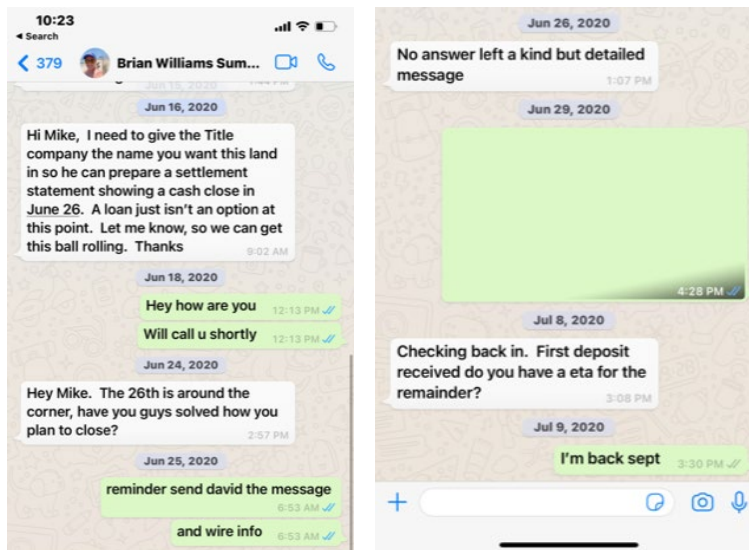 10:23
Search
379
Brian Williams Sum...
Jun 16, 2020
Hi Mike, I need to give the Title
company the name you want this land
in so he can prepare a settlement
statement showing a cash close in
June 26. A loan just isn't an option at
this point. Let me know, so we can get
this ball rolling. Thanks
9:02 AM
Jun 18, 2020
Hey how are you 12:13 PM
Will call u shortly 12:13 PM
Jun 24, 2020
Hey Mike. The 26th is around the
corner, have you guys solved how you
plan to close?
2:57 PM
Jun 25, 2020
reminder send david the message
6:53 AM
and wire info 6:53 AM
Jun 26, 2020
No answer left a kind but detailed
message
1:07 PM
Jun 29, 2020
4:28 PM
Jul 8, 2020
Checking back in. First deposit
received do you have a eta for the
remainder?
3:08 PM
Jul 9, 2020
I'm back sept 3:30 PM